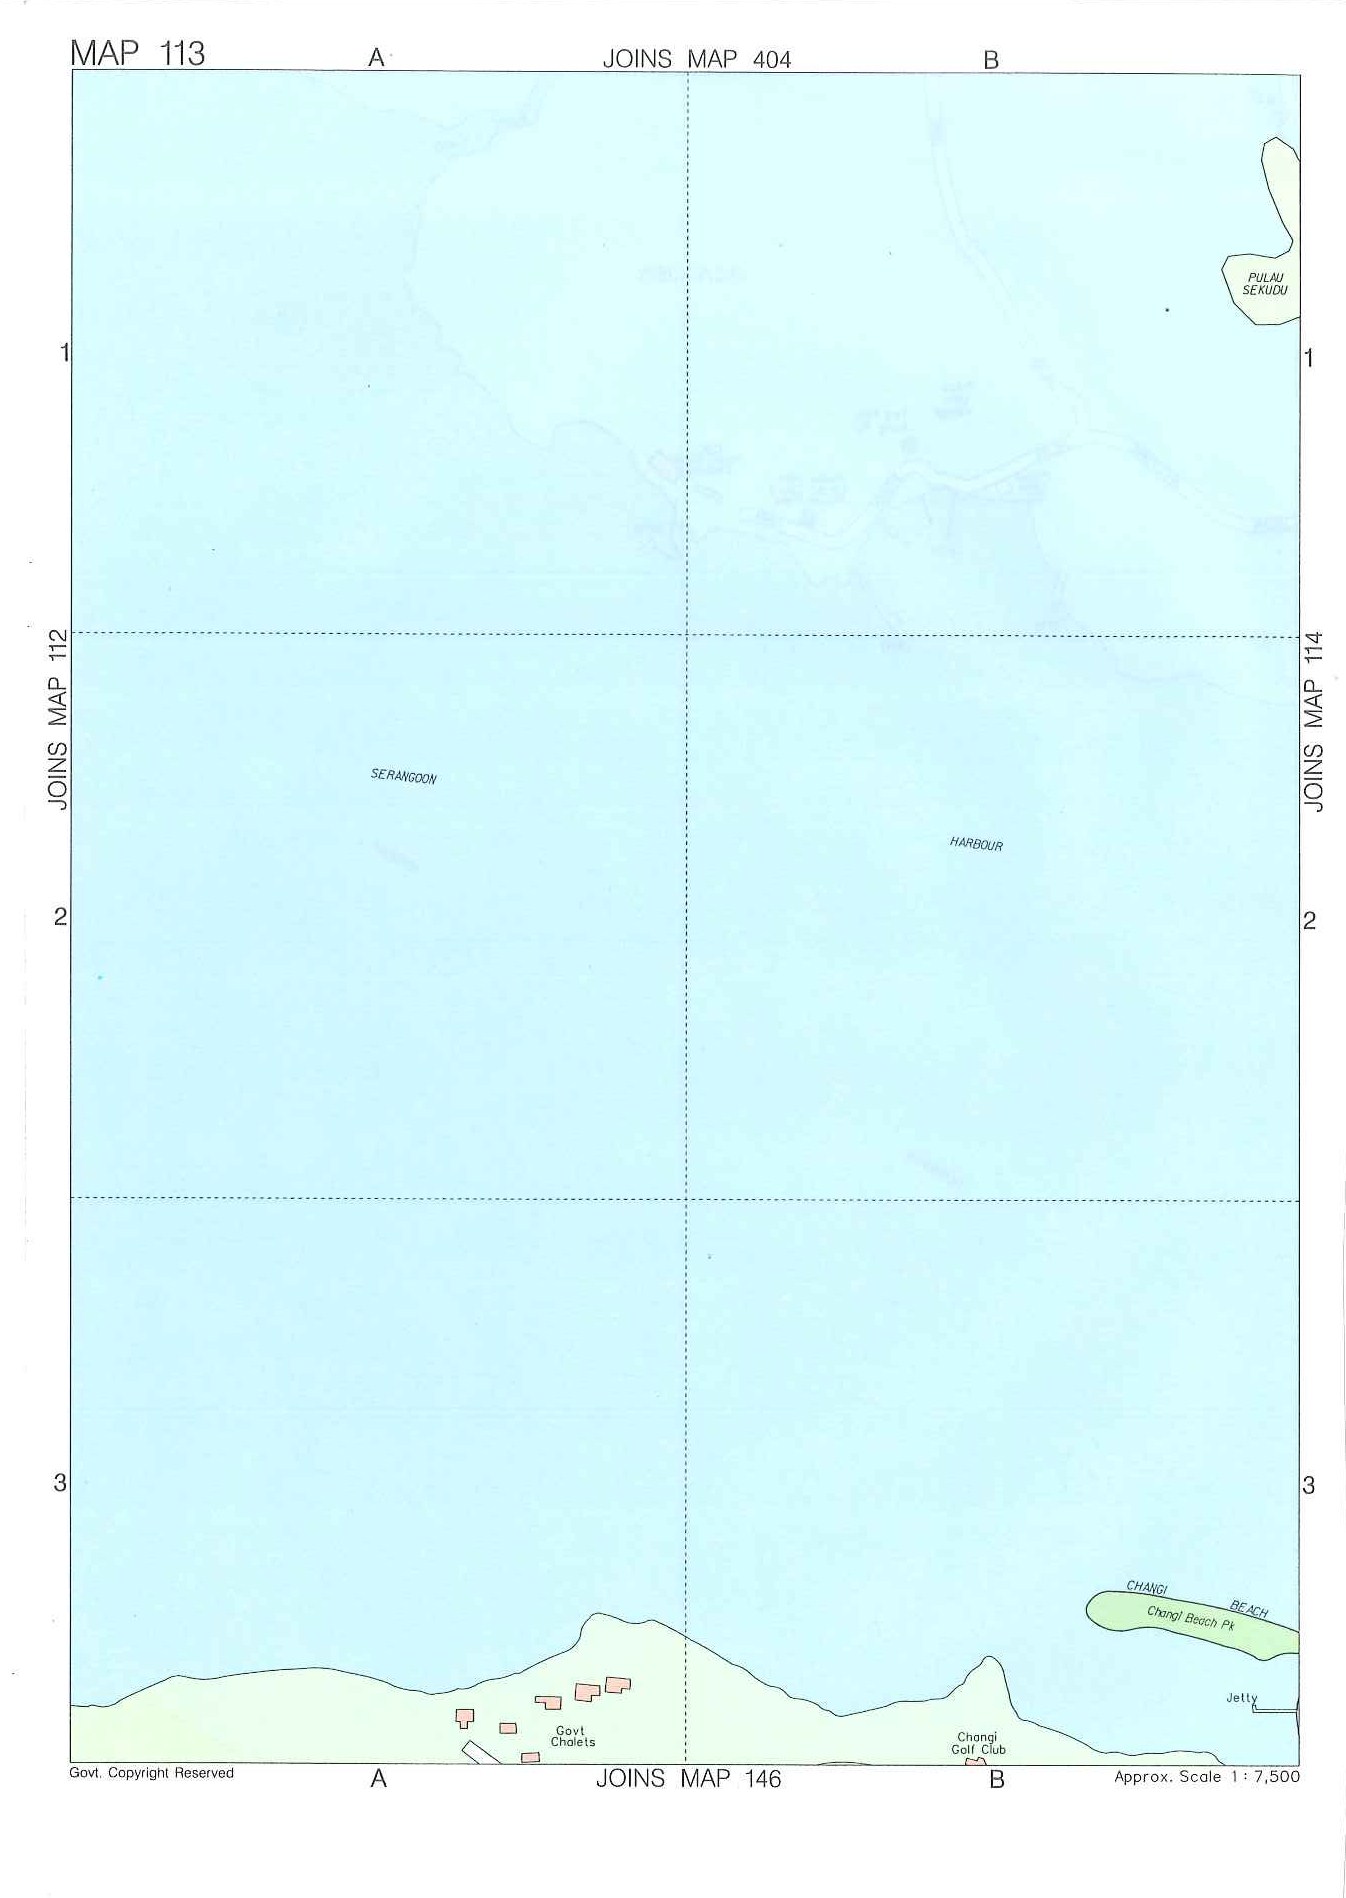 MAP 113
A
JOINS MAP 404
B
PULAU
SEKUDU
1
1
JOINS MAP 112
JOINS MAP 114
SERANGOON
HARBOUR
2
2
3
3
CHANGI
BEACH
Changi Beach Pk
Jetty
Govt
Chalets
Changi
Golf Club
Govt. Copyright Reserved
A
JOINS MAP 146
B
Approx. Scale 1 : 7,500